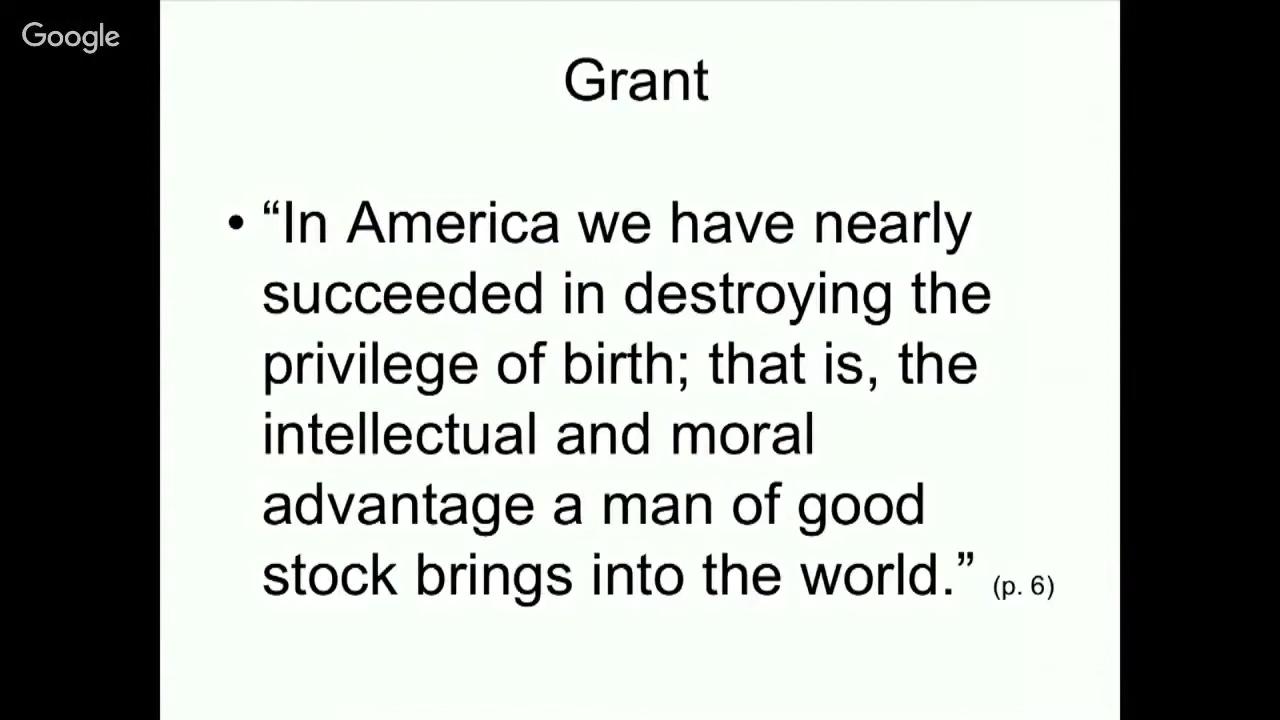 Google
Grant
• “In America we have nearly
succeeded in destroying the
privilege of birth; that is, the
intellectual and moral
advantage a man of good
stock brings into the world.” (p. 6)